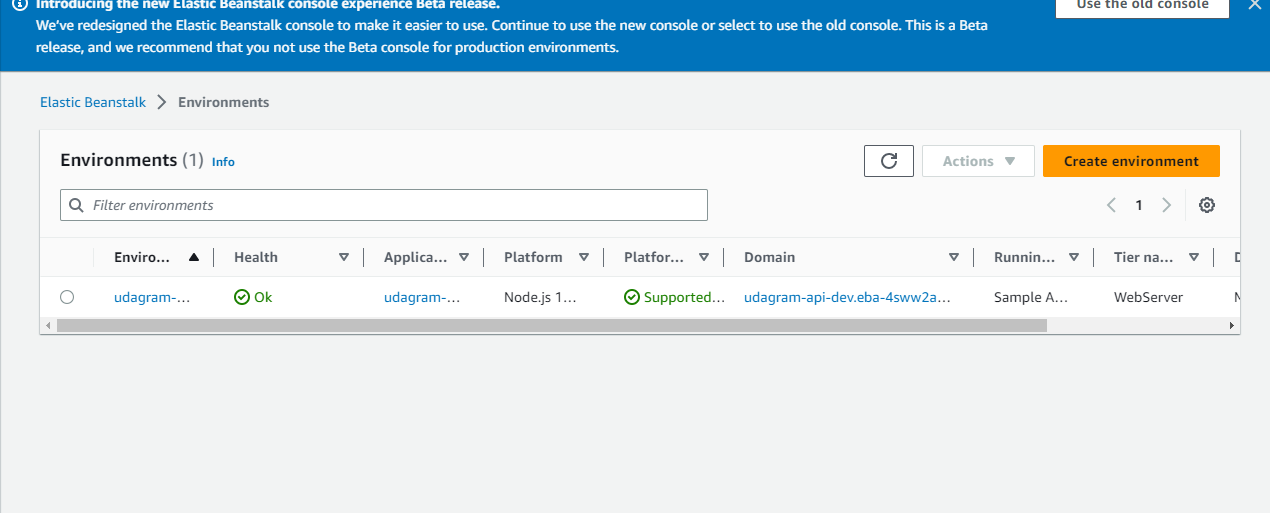 Introducing the new Elastic Beanstalk console experience Beta release.
Use the old console
We've redesigned the Elastic Beanstalk console to make it easier to use. Continue to use the new console or select to use the old console. This is a Beta
release, and we recommend that you not use the Beta console for production environments.
Elastic Beanstalk Environments
Environments (1) Info
Actions
Create environment
Filter environments
1
Enviro... Health Applica... Platform Platfor... Domain Runnin... Tier na... D
udagram-... Ok udagram-... Node.js 1... Supported... udagram-api-dev.eba-4sww2a... Sample A... WebServer